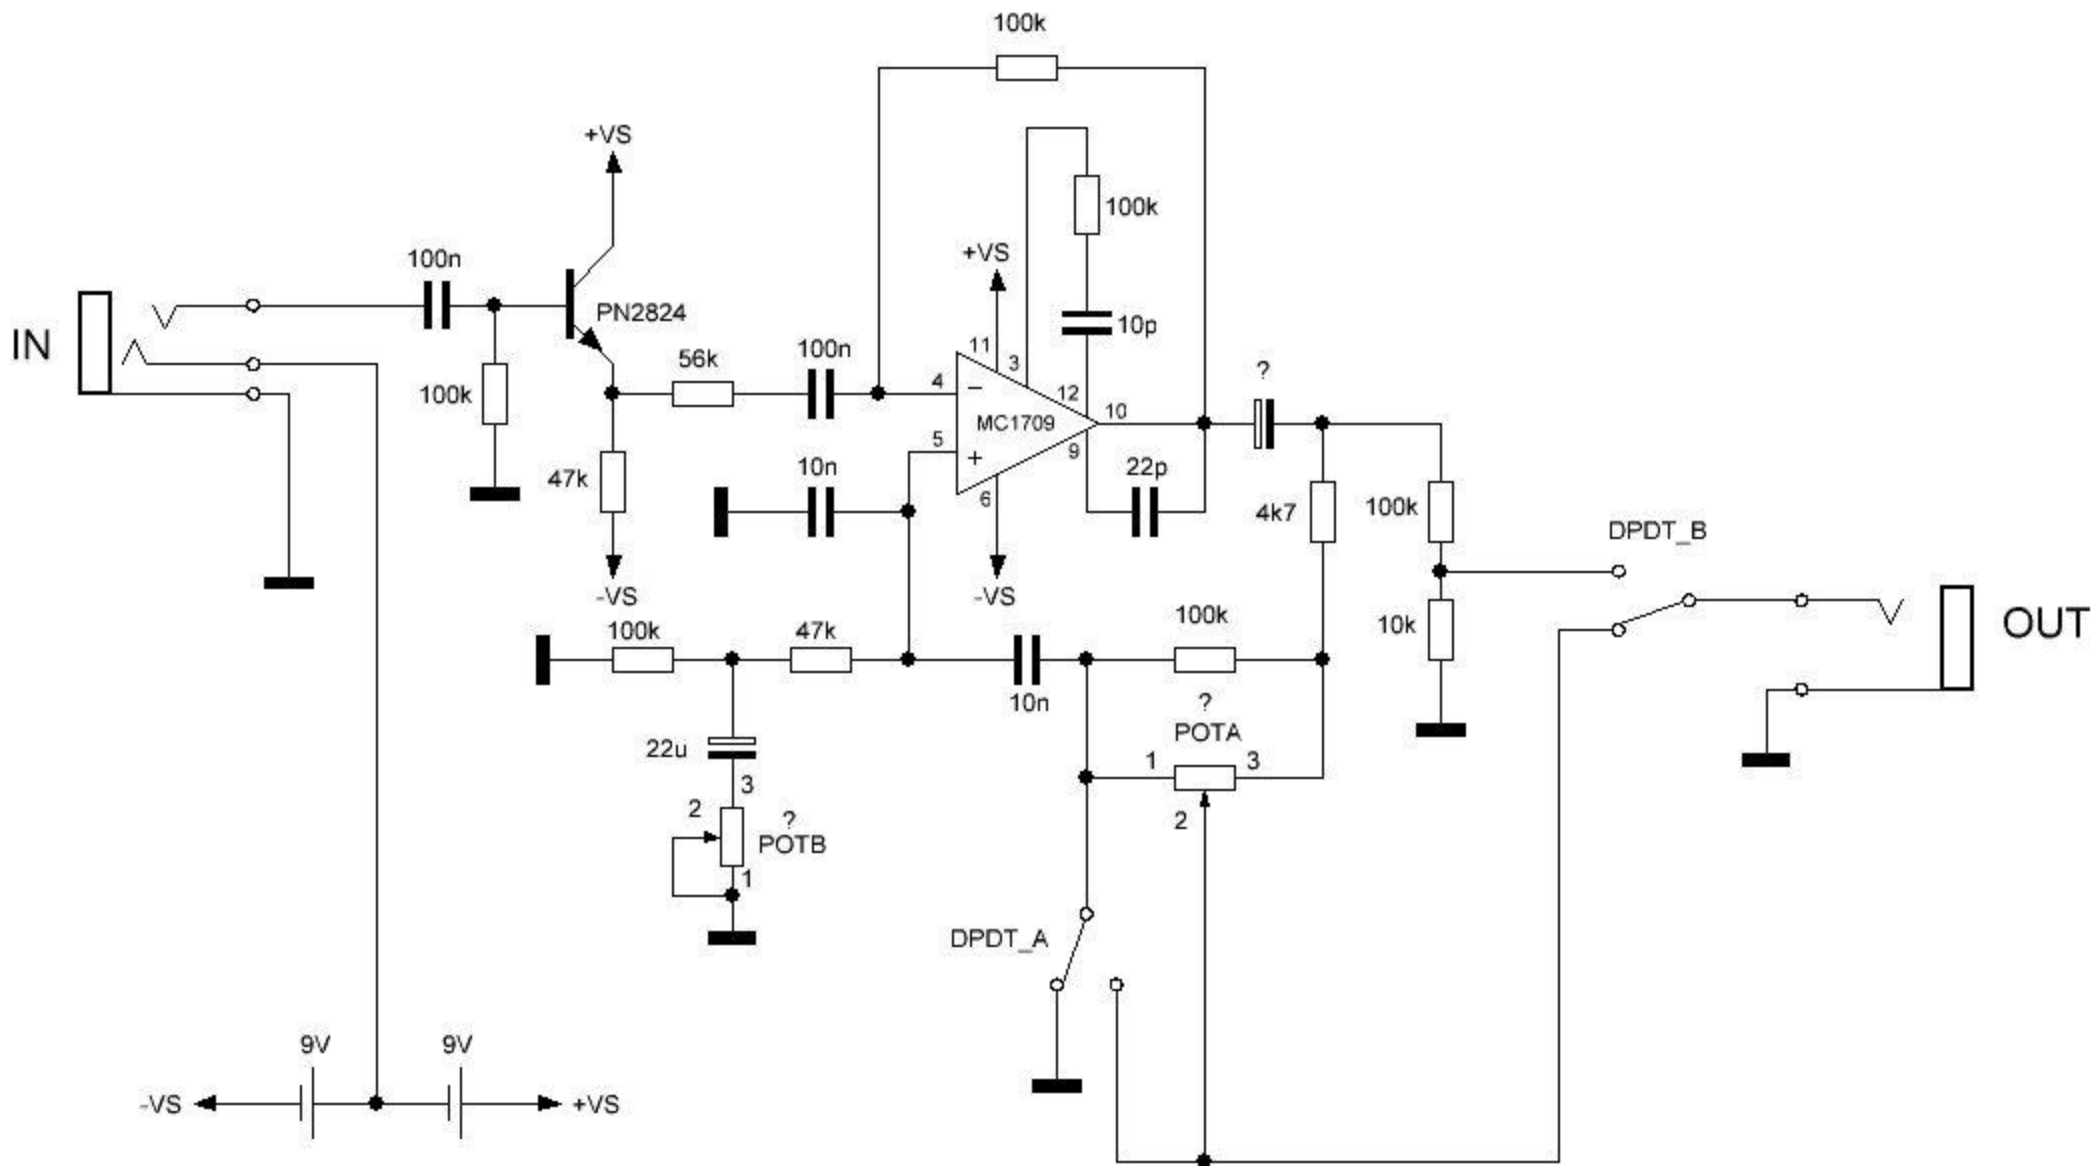 100k
+VS
100k
+VS
100n
PN2824
10p
IN
11
3
56k
100n
?
4
−
12
10
100k
MC1709
5
+
9
47k
10n
22p
6
4k7
100k
DPDT_B
-VS
-VS
100k
47k
100k
10k
OUT
10n
?
POTA
22u
1
3
3
2
?
POTB
2
1
DPDT_A
9V
9V
-VS
+VS